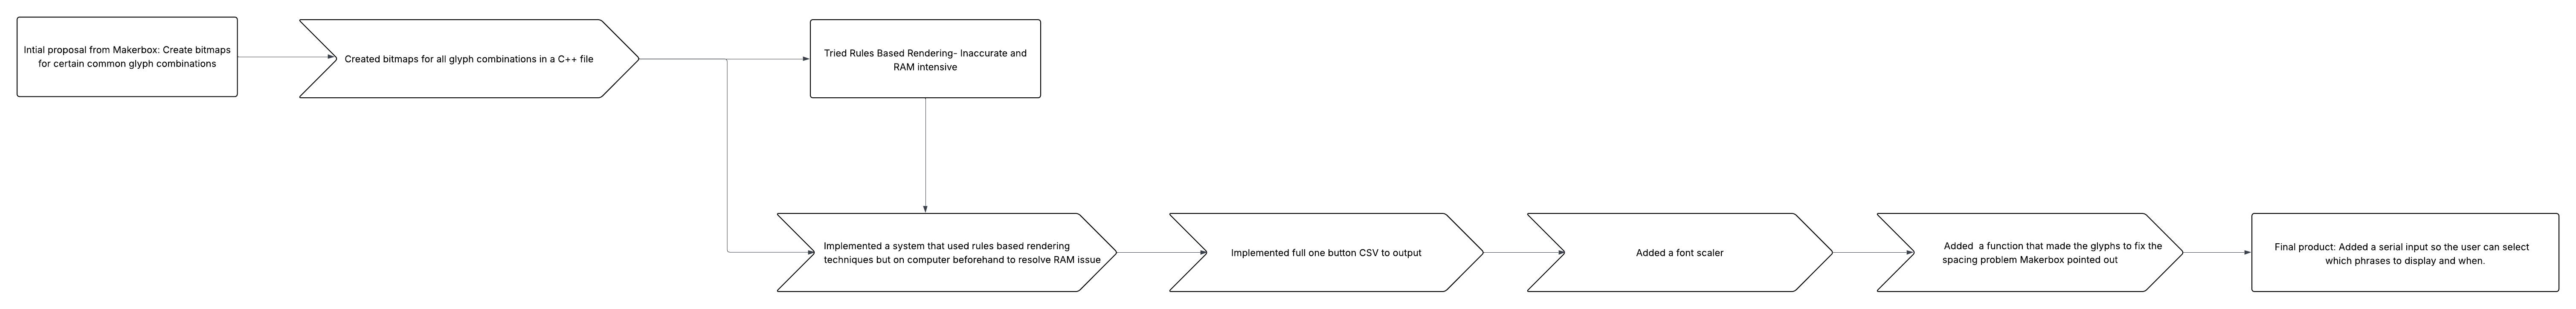 Intial proposal from Makerbox: Create bitmaps
for certain common glyph combinations
Created bitmaps for all glyph combinations in a C++ file
Tried Rules Based Rendering- Inaccurate and
RAM intensive
Implemented a system that used rules based rendering
techniques but on computer beforehand to resolve RAM issue
Implemented full one button CSV to output
Added a font scaler
Added  a function that made the glyphs to fix the
spacing problem Makerbox pointed out
Final product: Added a serial input so the user can select
which phrases to display and when.